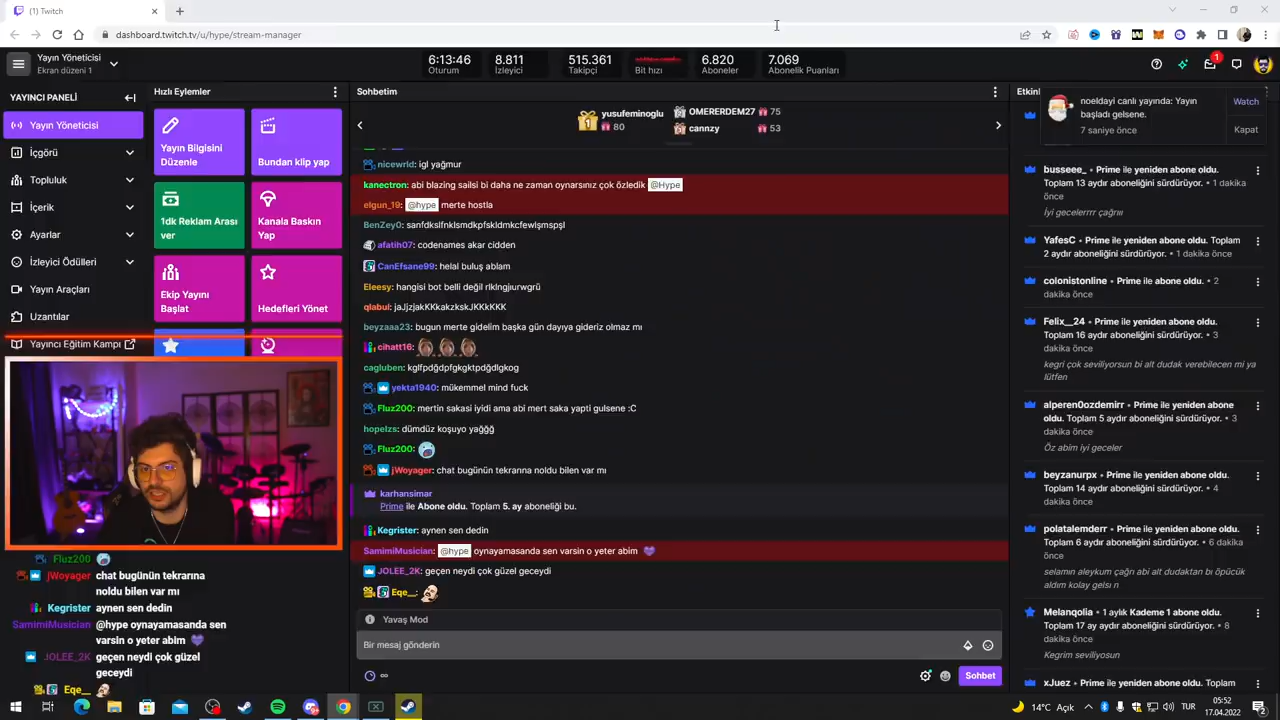 (1) Twitch
dashboard.twitch.tv/u/hype/stream-manager
Yayın Yöneticisi
Ekran düzeni 1
6:13:46
Oturum
8.811
İzleyici
515.361
Takipçi
Bit hızı
6.820
Aboneler
7.069
Abonelik Puanları
1
YAYINCI PANELİ
Yayın Yöneticisi
İçgörü
Topluluk
İçerik
Ayarlar
İzleyici Ödülleri
Yayın Araçları
Uzantılar
Yayıncı Eğitim Kampı
Hızlı Eylemler
Yayın Bilgisini
Düzenle
Bundan klip yap
1dk Reklam Arası
ver
Kanala Baskın
Yap
Ekip Yayını
Başlat
Hedefleri Yönet
Fluz200
jWoyager chat bugünün tekrarına
noldu bilen var mı
Kegrister aynen sen dedin
SamimiMusician @hype oynayamasanda sen
varsin o yeter abim
JOLEE_2K geçen neydi çok güzel
geceydi
Eqe__
Sohbetim
1
yusufeminoglu
80
OMERERDEM27 75
cannzy 53
nicewrld: igl yağmur
kanectron: abi blazing sailsi bi daha ne zaman oynarsınız çok özledik @Hype
elgun_19: @hype merte hostla
BenZey0: sanfdkslfnklsmdkpfskldmkcfewlşmspşl
afatih07: codenames akar cidden
CanEfsane99: helal buluş ablam
Eleesy: hangisi bot belli değil rlklngjıurwgrü
qlabul: jaJjzjakKKkakzkskJKKkKKK
beyzaaa23: bugun merte gidelim başka gün dayıya gideriz olmaz mı
cihatt16:
cagluben: kglfpdğdpfgkgktpdğdlgkog
yekta1940: mükemmel mind fuck
Fluz200: mertin sakasi iyidi ama abi mert saka yapti gulsene :C
hopelzs: dümdüz koşuyo yağğğ
Fluz200:
jWoyager: chat bugünün tekrarına noldu bilen var mı
karhansimar
Prime ile Abone oldu. Toplam 5. ay aboneliği bu.
Kegrister: aynen sen dedin
SamimiMusician: @hype oynayamasanda sen varsin o yeter abim
JOLEE_2K: geçen neydi çok güzel geceydi
Eqe__:
Yavaş Mod
Bir mesaj gönderin
Sohbet
Etkin
noeldayi canlı yayında: Yayın
başladı gelsene.
7 saniye önce
Watch
Kapat
busseee_ • Prime ile yeniden abone oldu.
Toplam 13 aydır aboneliğini sürdürüyor. • 1 dakika
önce
İyi gecelerrrr çağrıı
YafesC • Prime ile yeniden abone oldu. Toplam
2 aydır aboneliğini sürdürüyor. • 1 dakika önce
colonistonline • Prime ile abone oldu. • 2
dakika önce
Felix__24 • Prime ile yeniden abone oldu.
Toplam 16 aydır aboneliğini sürdürüyor. • 3
dakika önce
kegri çok seviliyorsun bi alt dudak verebilecen mi ya
lütfen
alperen0ozdemirr • Prime ile yeniden abone
oldu. Toplam 5 aydır aboneliğini sürdürüyor. • 3
dakika önce
Öz abim iyi geceler
beyzanurpx • Prime ile yeniden abone oldu.
Toplam 14 aydır aboneliğini sürdürüyor. • 4
dakika önce
polatalemderr • Prime ile yeniden abone oldu.
Toplam 6 aydır aboneliğini sürdürüyor. • 6 dakika
önce
selamın aleykum çağrı abi alt dudaktan bı öpücük
aldım kolay gelsı n
Melanqolia • 1 aylık Kademe 1 abone oldu.
Toplam 17 ay aydır aboneliğini sürdürüyor. • 8
dakika önce
Kegrim seviliyosun
xJuez • Prime ile yeniden abone oldu. Toplam
14°C Açık
TUR
05:52
17.04.2022
2